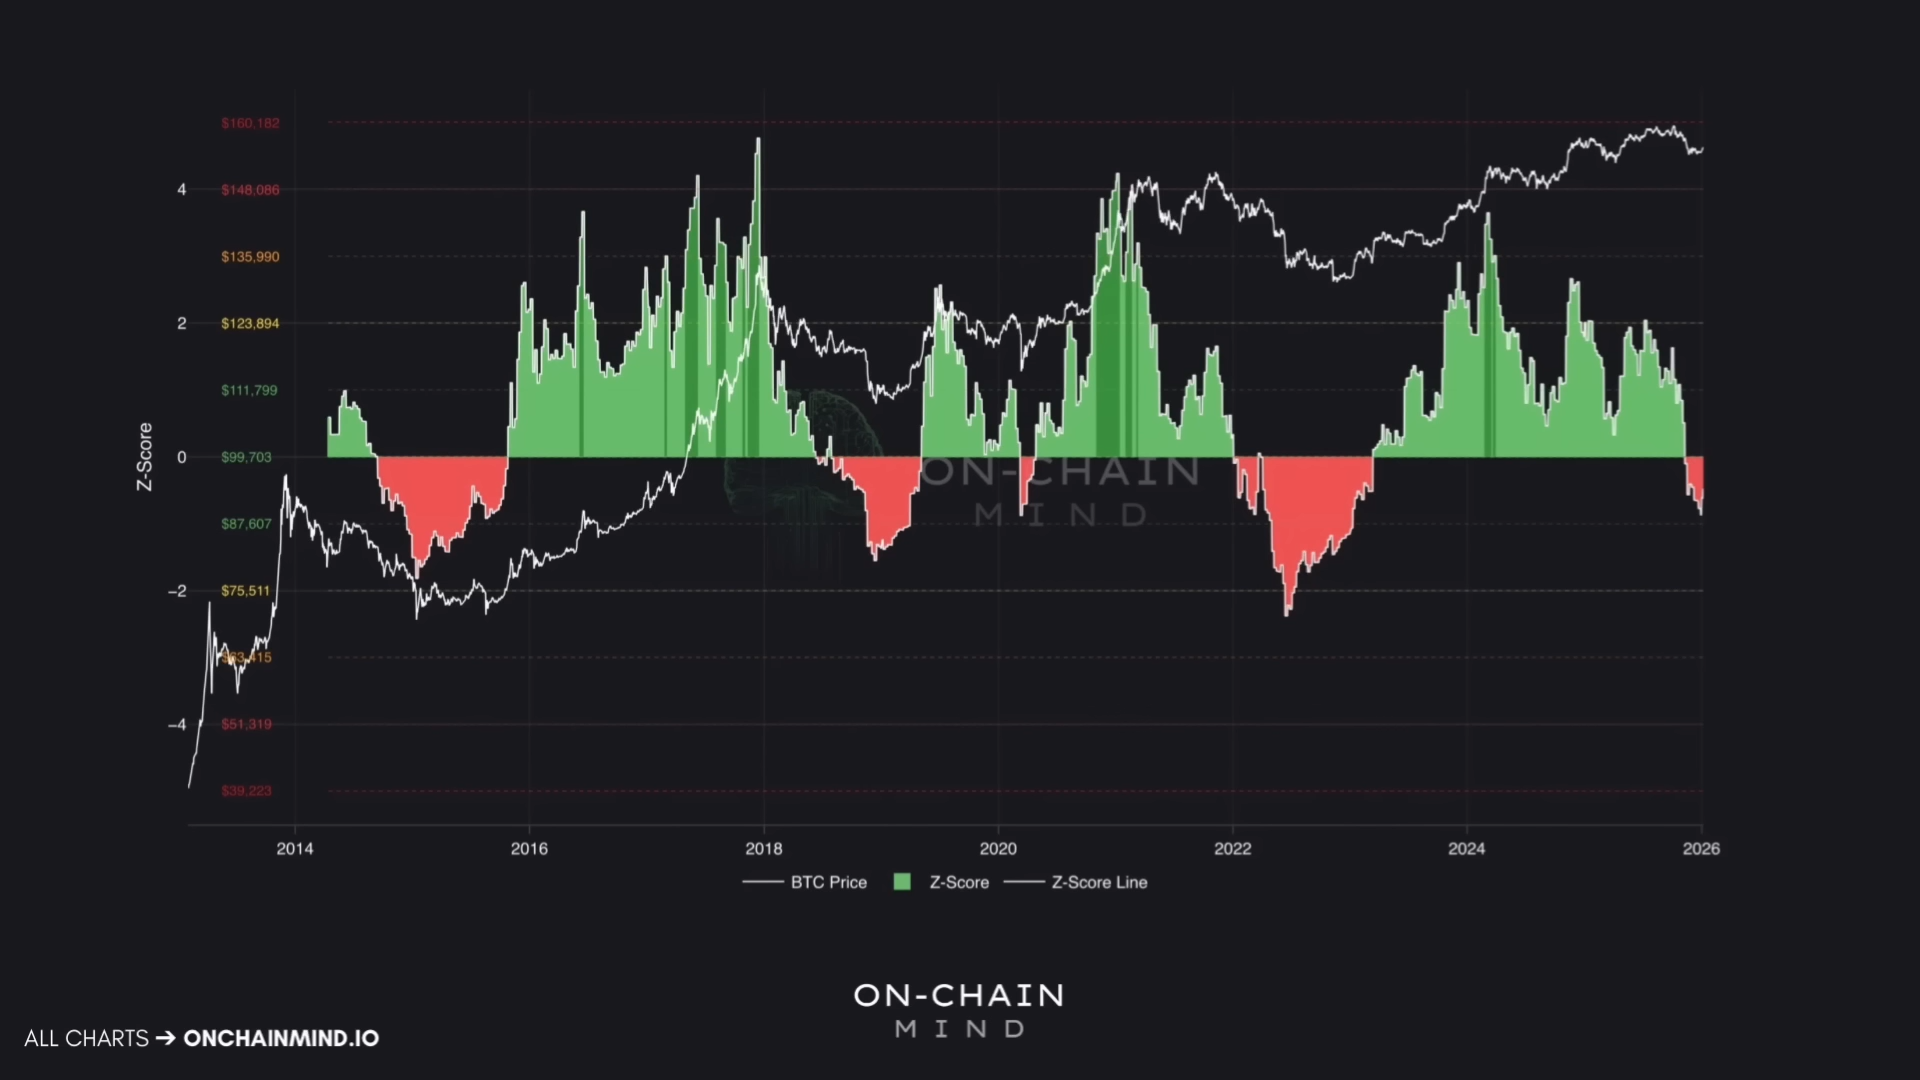 $160,182
4 $148,086
$135,990
2 $123,894
$111,799
Z-Score
0 $99,703
$87,607
−2 $75,511
$63,415
−4 $51,319
$39,223
ON-CHAIN
MIND
2014 2016 2018 2020 2022 2024 2026
BTC Price Z-Score Z-Score Line
ON-CHAIN
MIND
ALL CHARTS → ONCHAINMIND.IO